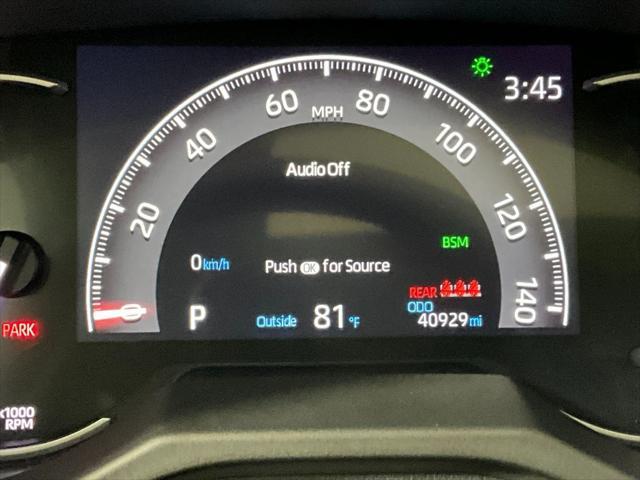 3:45
0
20
40
60
MPH
80
100
120
140
Audio Off
BSM
0 km/h
Push OK for Source
REAR
PARK
P
Outside 81 °F
ODO
40929 mi
x1000
RPM